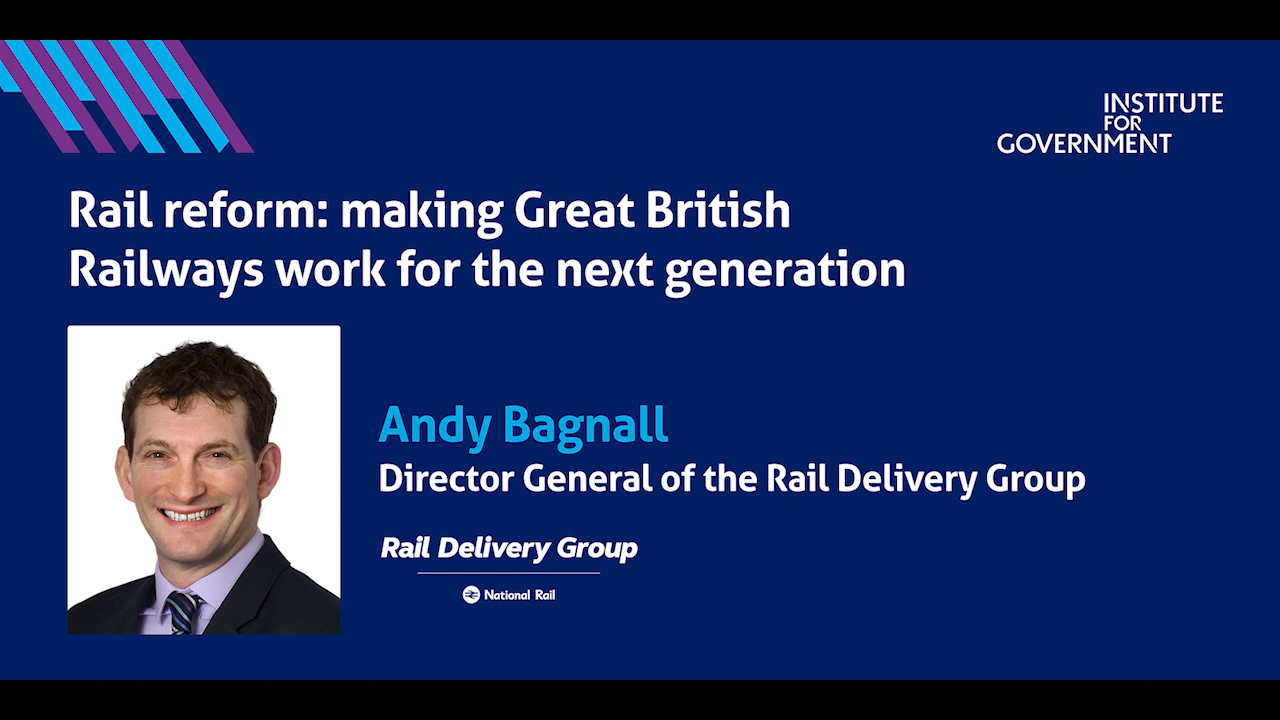 INSTITUTE
FOR
GOVERNMENT
Rail reform: making Great British
Railways work for the next generation
Andy Bagnall
Director General of the Rail Delivery Group
Rail Delivery Group
National Rail